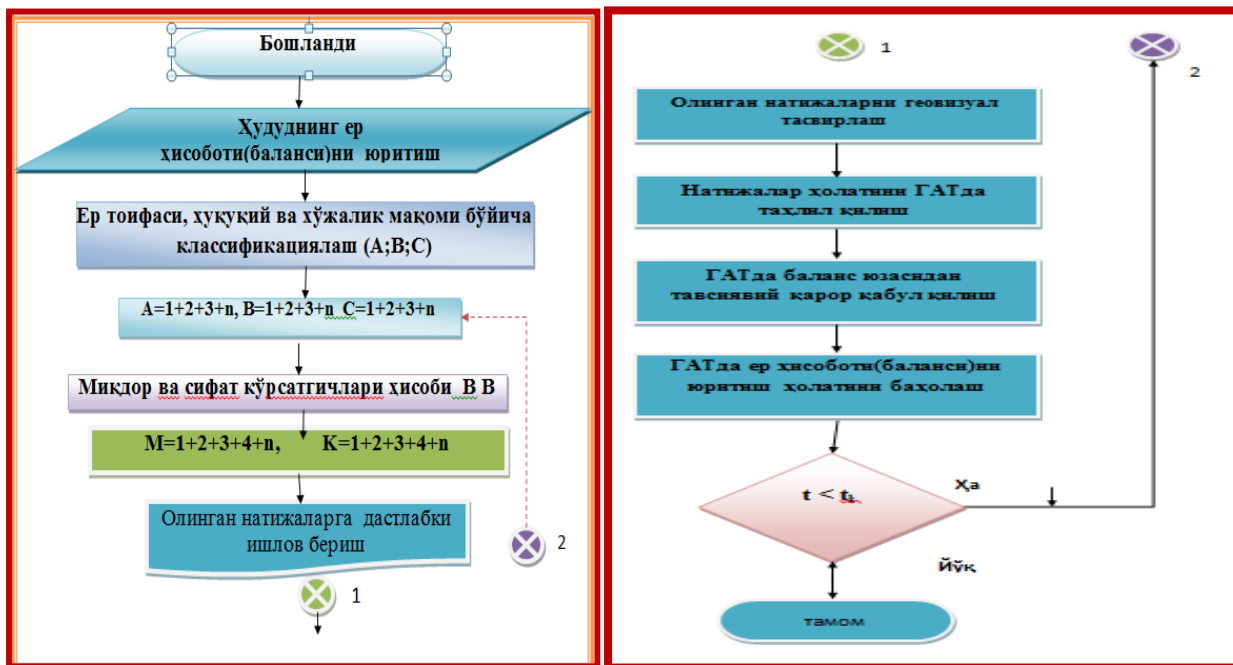 Бошланди
Ҳудуднинг ер
ҳисоботи(баланси)ни юритиш
Ер тоифаси, ҳуқуқий ва хўжалик мақоми бўйича
классификациялаш (A;B;C)
A=1+2+3+n, B=1+2+3+n C=1+2+3+n
Микдор ва сифат кўрсатгичлари ҳисоби B B
M=1+2+3+4+n, K=1+2+3+4+n
Олинган натижаларга дастлабки
ишлов бериш
2
1
1
2
Олинган натижаларни геовизуал
тасвирлаш
Натижалар ҳолатини ГАТда
таҳлил қилиш
ГАТда баланс юзасидан
тавсиявий қарор қабул қилиш
ГАТда ер ҳисоботи(баланси)ни
юритиш ҳолатини баҳолаш
t < tk
Ҳа
Йўқ
тамом